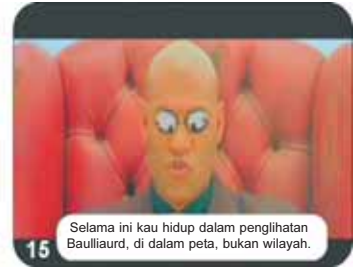 Selama ini kau hidup dalam penglihatan
Baulliaurd, di dalam peta, bukan wilayah.
15